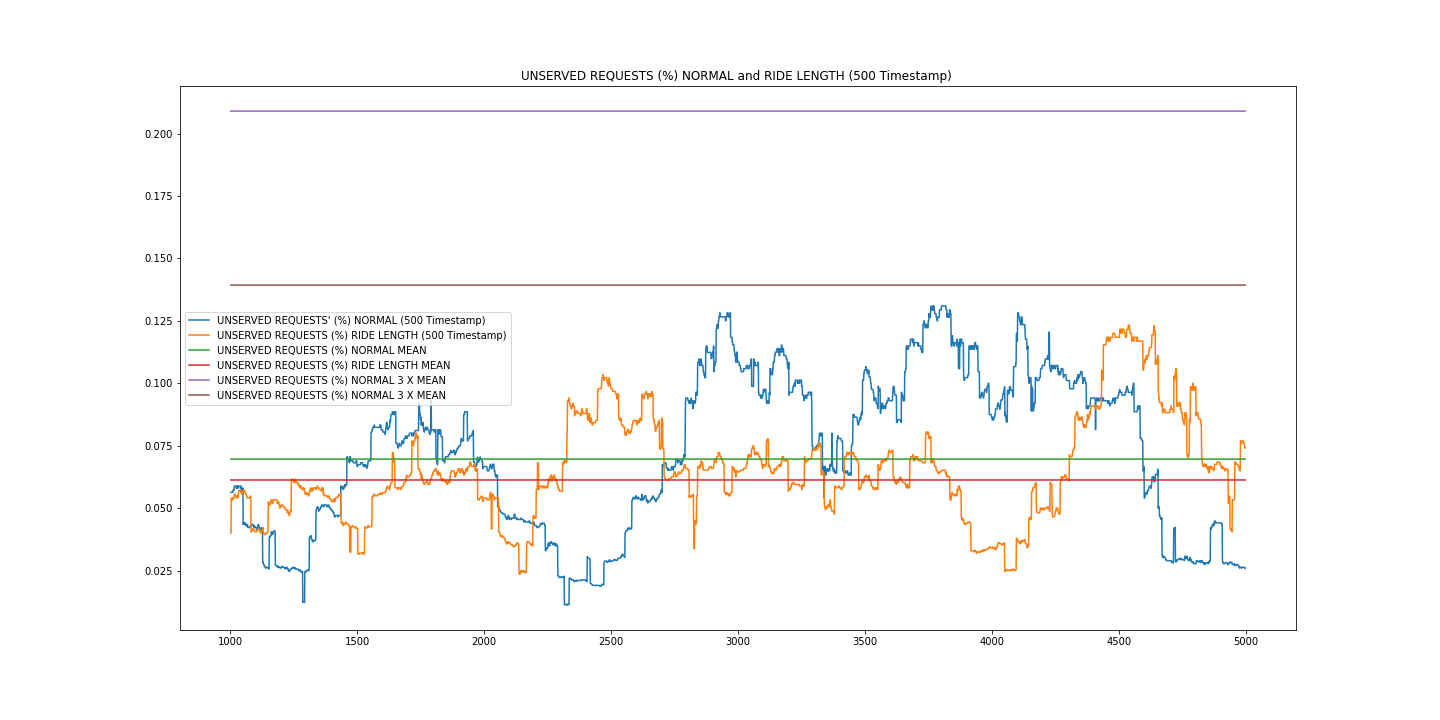 UNSERVED REQUESTS (%) NORMAL and RIDE LENGTH (500 Timestamp)
0.200
0.175
0.150
0.125
0.100
0.075
0.050
0.025
UNSERVED REQUESTS' (%) NORMAL (500 Timestamp)
UNSERVED REQUESTS (%) RIDE LENGTH (500 Timestamp)
UNSERVED REQUESTS (%) NORMAL MEAN
UNSERVED REQUESTS (%) RIDE LENGTH MEAN
UNSERVED REQUESTS (%) NORMAL 3 X MEAN
UNSERVED REQUESTS (%) NORMAL 3 X MEAN
1000 1500 2000 2500 3000 3500 4000 4500 5000